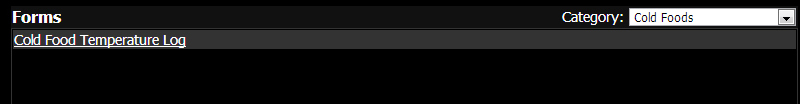 Forms Category: Cold Foods
Cold Food Temperature Log